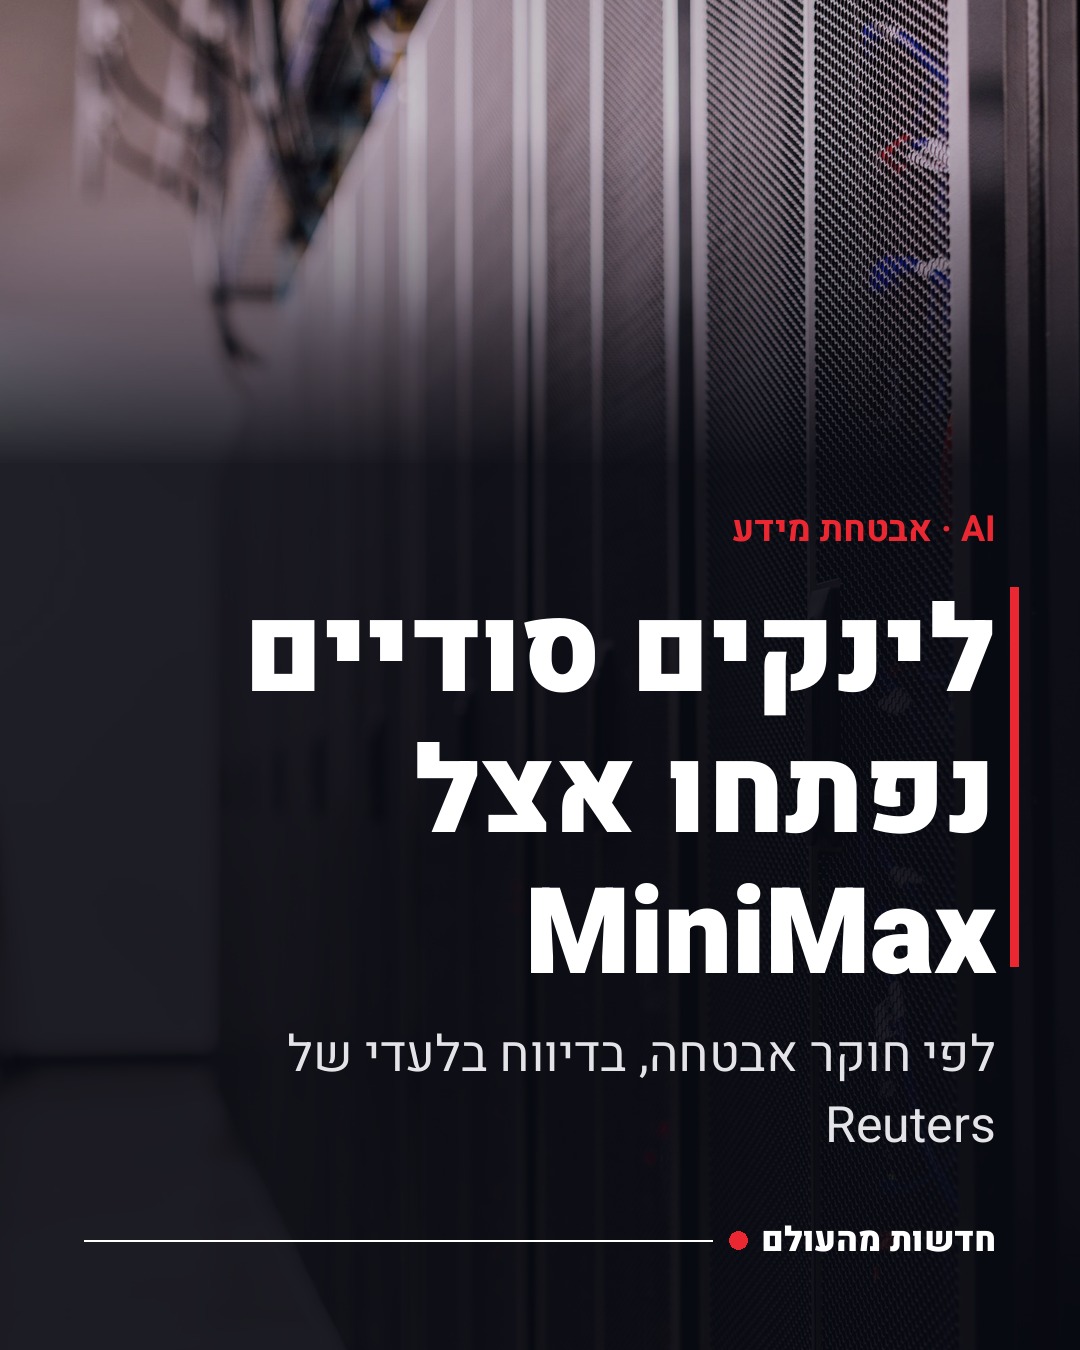 AI · אבטחת מידע
לינקים סודיים
נפתחו אצל
MiniMax
לפי חוקר אבטחה, בדיווח בלעדי של
Reuters
חדשות מהעולם